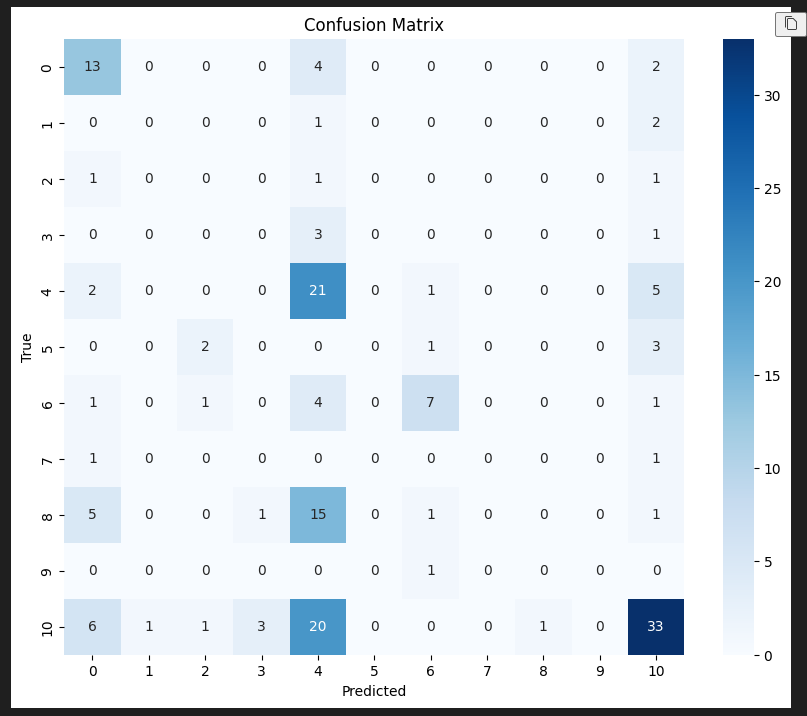 Confusion Matrix
0 13 0 0 0 4 0 0 0 0 0 2
1 0 0 0 0 1 0 0 0 0 0 2
2 1 0 0 0 1 0 0 0 0 0 1
3 0 0 0 0 3 0 0 0 0 0 1
4 2 0 0 0 21 0 1 0 0 0 5
5 0 0 2 0 0 0 1 0 0 0 3
6 1 0 1 0 4 0 7 0 0 0 1
7 1 0 0 0 0 0 0 0 0 0 1
8 5 0 0 1 15 0 1 0 0 0 1
9 0 0 0 0 0 0 1 0 0 0 0
10 6 1 1 3 20 0 0 0 1 0 33
0 1 2 3 4 5 6 7 8 9 10
Predicted
True
30
25
20
15
10
5
0